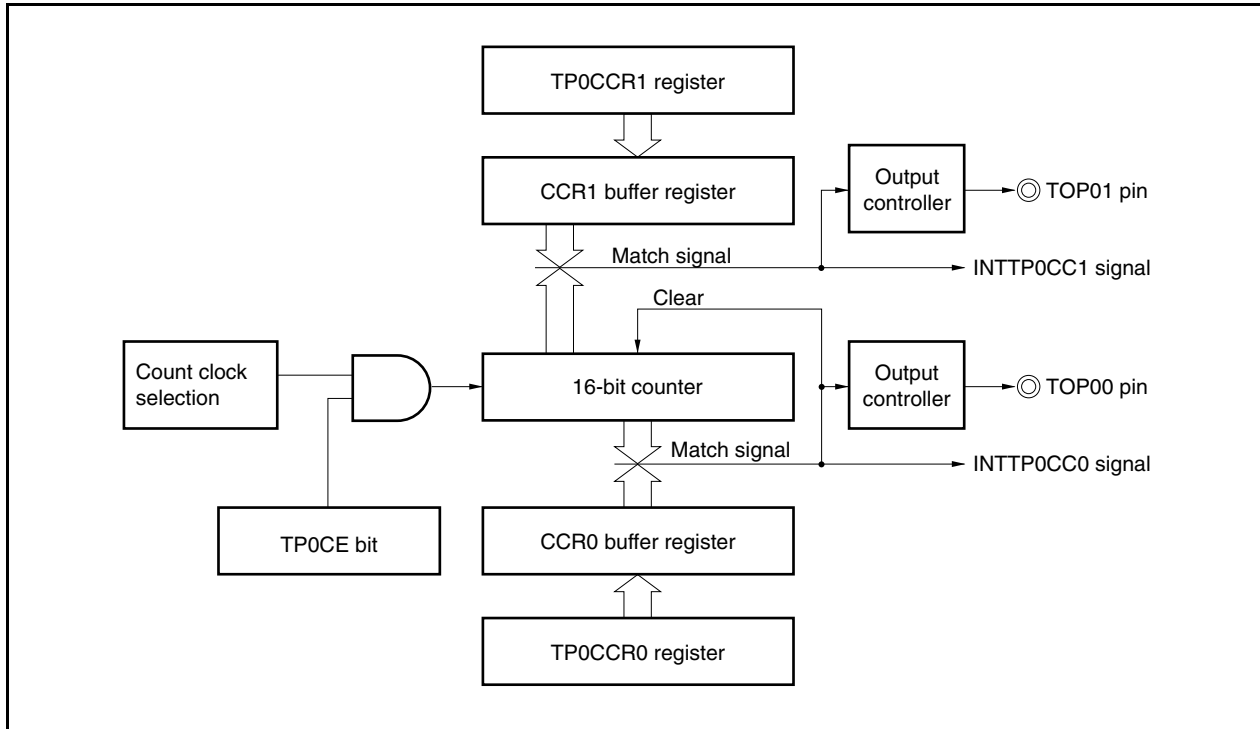 TP0CCR1 register
CCR1 buffer register
Output
controller
TOP01 pin
Match signal
INTTP0CC1 signal
Clear
Count clock
selection
16-bit counter
Output
controller
TOP00 pin
Match signal
INTTP0CC0 signal
TP0CE bit
CCR0 buffer register
TP0CCR0 register